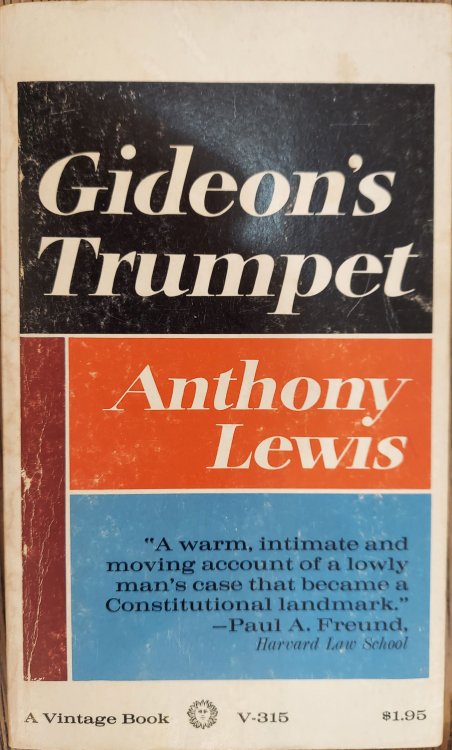 Gideon's
Trumpet
Anthony
Lewis
"A warm, intimate and
moving account of a lowly
man's case that became a
Constitutional landmark."
—Paul A. Freund,
Harvard Law School
A Vintage Book V-315 $1.95